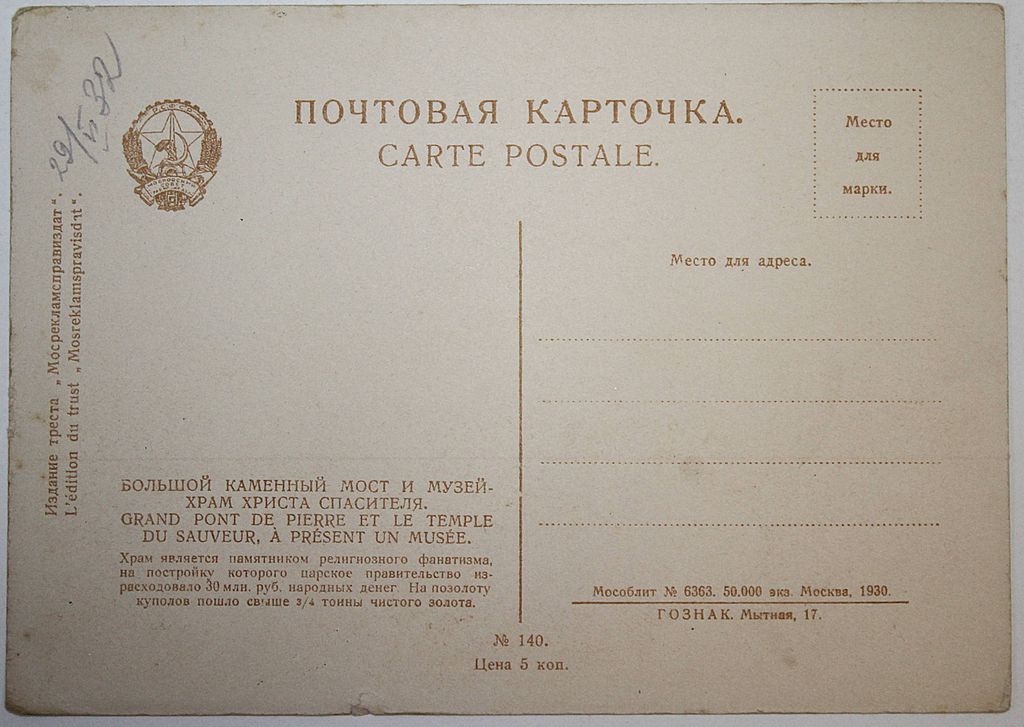 29/VI 32
РСФСР
ПОЧТОВАЯ КАРТОЧКА.
CARTE POSTALE.
Место
для
марки.
Место для адреса.
Издание треста „Мосрекламсправиздат“.
L'édition du trust „Mosreklamspravisdat“.
БОЛЬШОЙ КАМЕННЫЙ МОСТ И МУЗЕЙ-
ХРАМ ХРИСТА СПАСИТЕЛЯ.
GRAND PONT DE PIERRE ET LE TEMPLE
DU SAUVEUR, À PRÉSENT UN MUSÉE.
Храм является памятником религиозного фанатизма,
на постройку которого царское правительство из-
расходовало 30 млн. руб. народных денег. На позолоту
куполов пошло свыше 3/4 тонны чистого золота.
Мособлит № 6363. 50.000 экз. Москва, 1930.
ГОЗНАК. Мытная, 17.
№ 140.
Цена 5 коп.